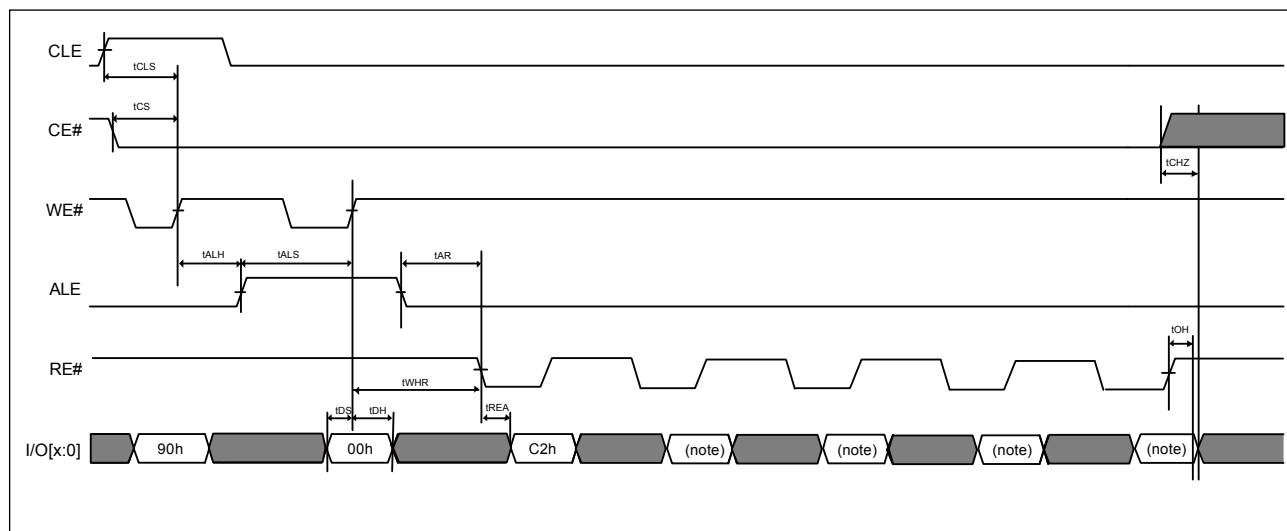 CLE
tCLS
tCS
CE#
tCHZ
WE#
tALH tALS tAR
ALE
tOH
RE#
tWHR
tDS tDH tREA
I/O[x:0] 90h 00h C2h (note) (note) (note) (note)